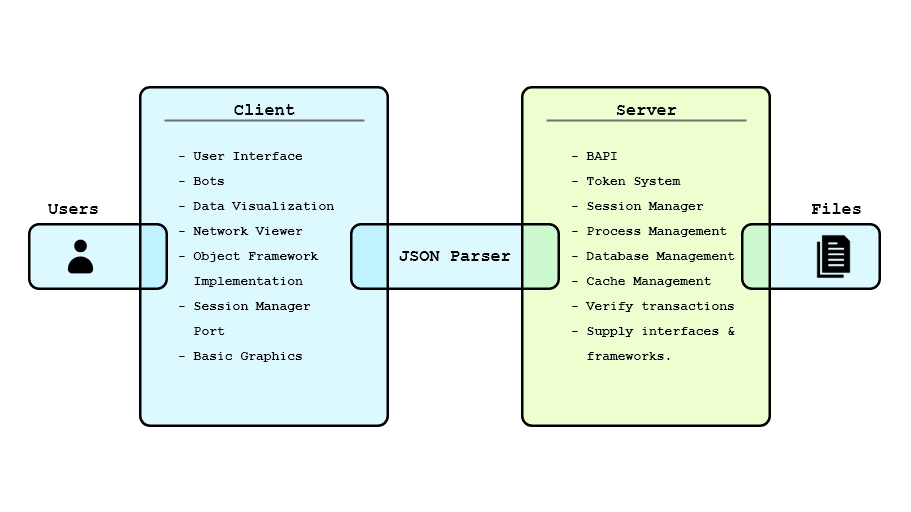 Client
- User Interface
- Bots
- Data Visualization
- Network Viewer
- Object Framework
Implementation
- Session Manager
Port
- Basic Graphics
Server
- BAPI
- Token System
- Session Manager
- Process Management
- Database Management
- Cache Management
- Verify transactions
- Supply interfaces &
frameworks.
Users
JSON Parser
Files